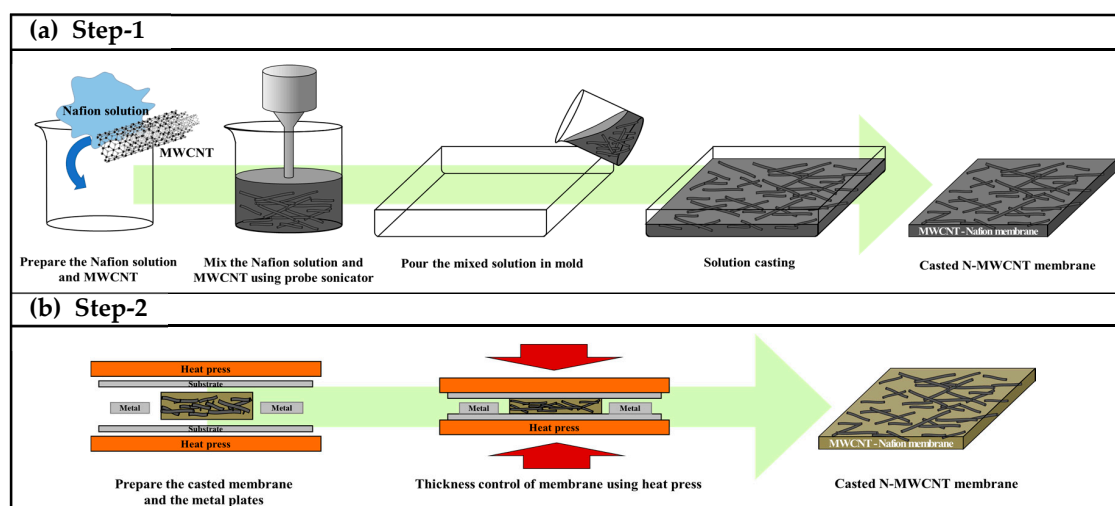 (a) Step-1
Nafion solution
MWCNT
MWCNT - Nafion membrane
Prepare the Nafion solution
and MWCNT
Mix the Nafion solution and
MWCNT using probe sonicator
Pour the mixed solution in mold
Solution casting
Casted N-MWCNT membrane
(b) Step-2
Heat press
Substrate
Metal
Metal
Substrate
Heat press
Heat press
Metal
Metal
Heat press
MWCNT - Nafion membrane
Prepare the casted membrane
and the metal plates
Thickness control of membrane using heat press
Casted N-MWCNT membrane